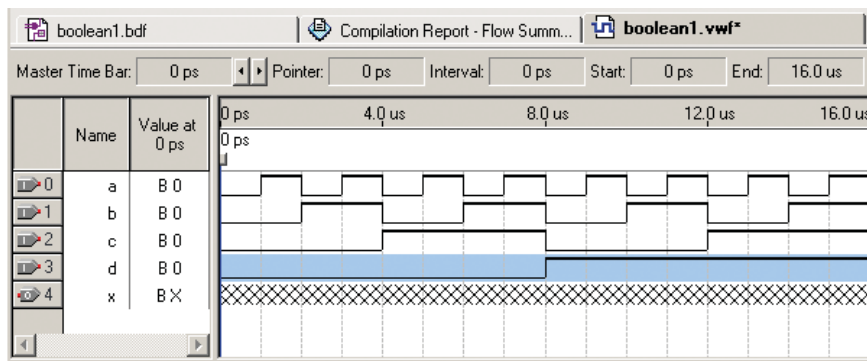 boolean1.bdf Compilation Report - Flow Summ... boolean1.vwf*
Master Time Bar: 0 ps Pointer: 0 ps Interval: 0 ps Start: 0 ps End: 16.0 us
Name Value at 0 ps 0 ps 4.0 us 8.0 us 12.0 us 16.0 us
0 ps
0 a B 0
1 b B 0
2 c B 0
3 d B 0
4 x B X